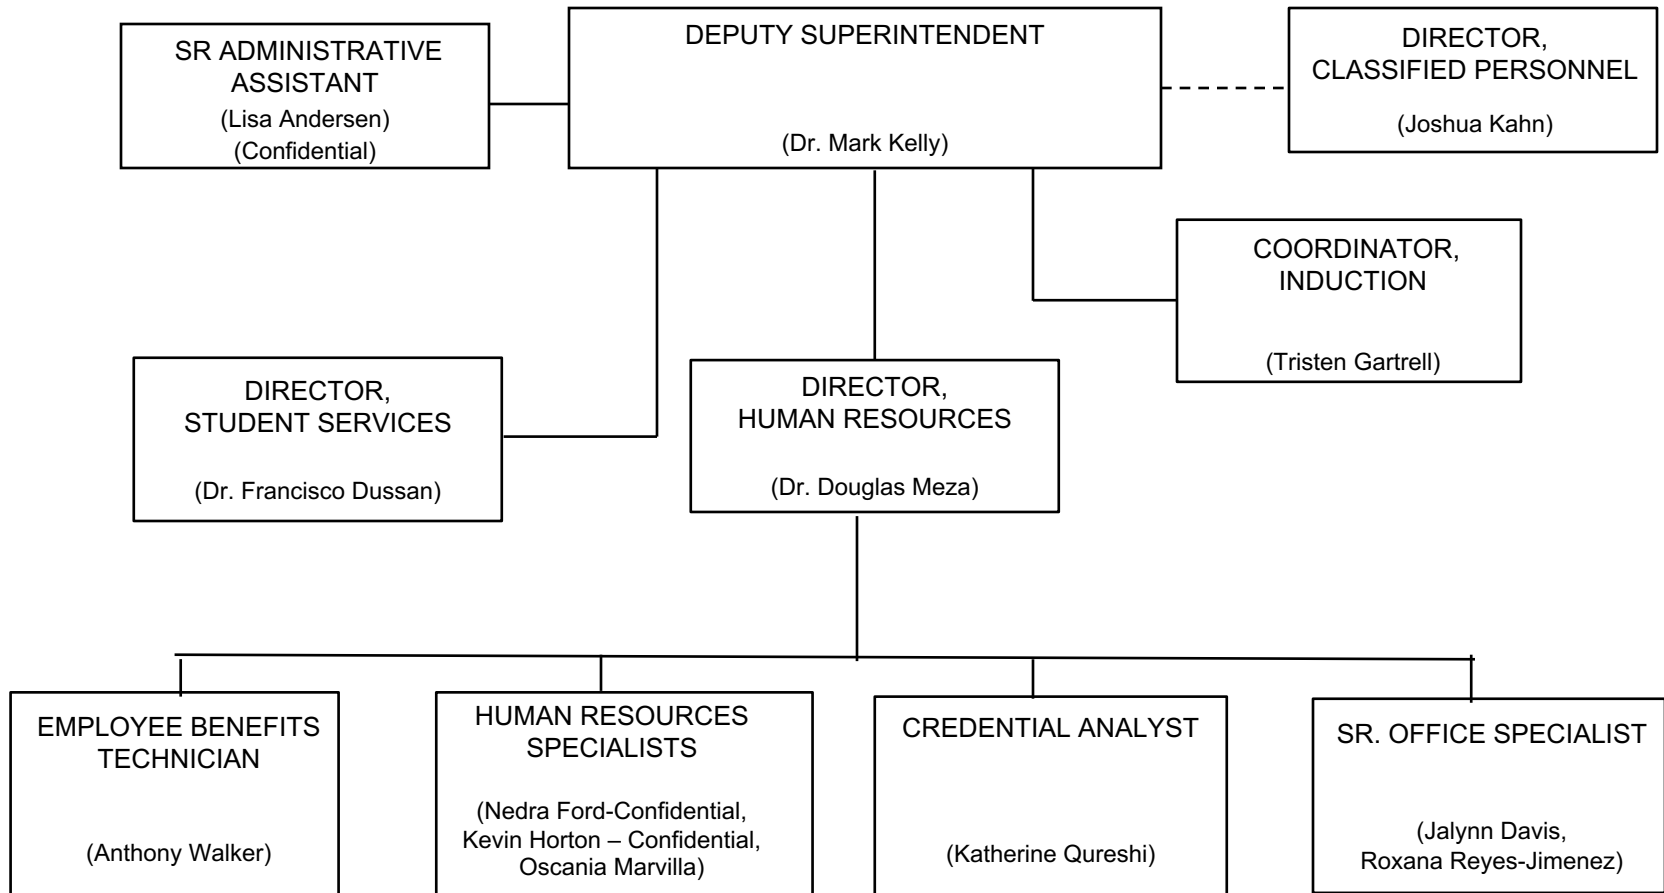 SR ADMINISTRATIVE
ASSISTANT
(Lisa Andersen)
(Confidential)
DEPUTY SUPERINTENDENT
(Dr. Mark Kelly)
DIRECTOR,
CLASSIFIED PERSONNEL
(Joshua Kahn)
COORDINATOR,
INDUCTION
(Tristen Gartrell)
DIRECTOR,
STUDENT SERVICES
(Dr. Francisco Dussan)
DIRECTOR,
HUMAN RESOURCES
(Dr. Douglas Meza)
EMPLOYEE BENEFITS
TECHNICIAN
(Anthony Walker)
HUMAN RESOURCES
SPECIALISTS
(Nedra Ford-Confidential,
Kevin Horton – Confidential,
Oscania Marvilla)
CREDENTIAL ANALYST
(Katherine Qureshi)
SR. OFFICE SPECIALIST
(Jalynn Davis,
Roxana Reyes-Jimenez)